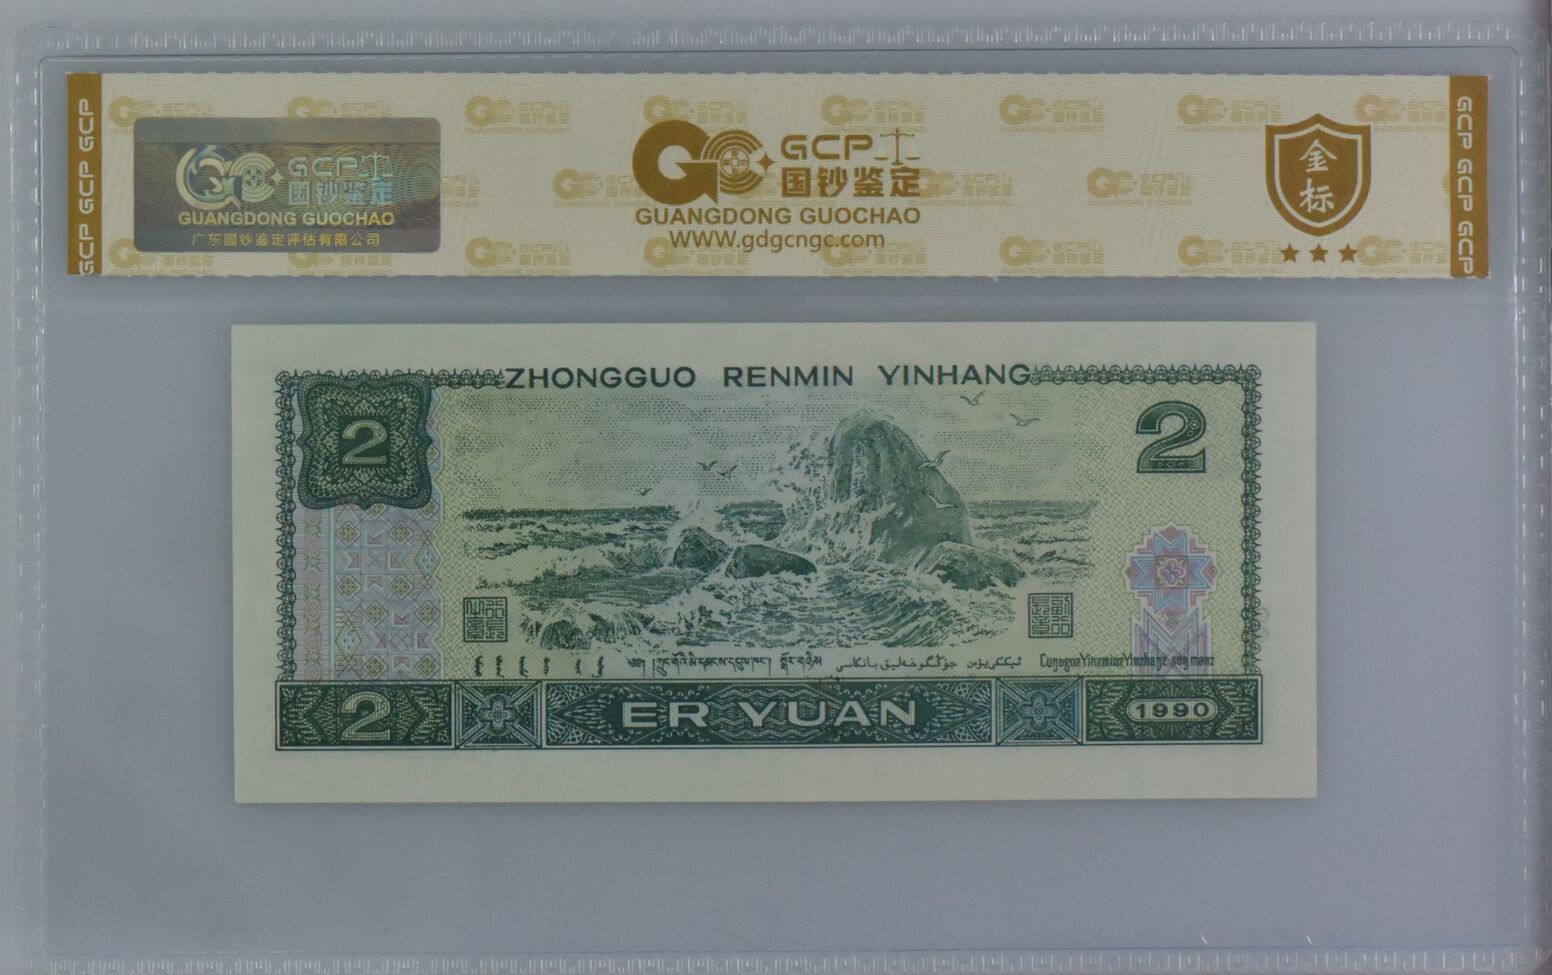 GCP GCP GCP
GCP
国钞鉴定
GUANGDONG GUOCHAO
广东国钞鉴定评估有限公司
GCP
国钞鉴定
GUANGDONG GUOCHAO
WWW.gdgcngc.com
金
标
GCP GCP GCP
ZHONGGUO RENMIN YINHANG
2
2
2
ER YUAN
1990